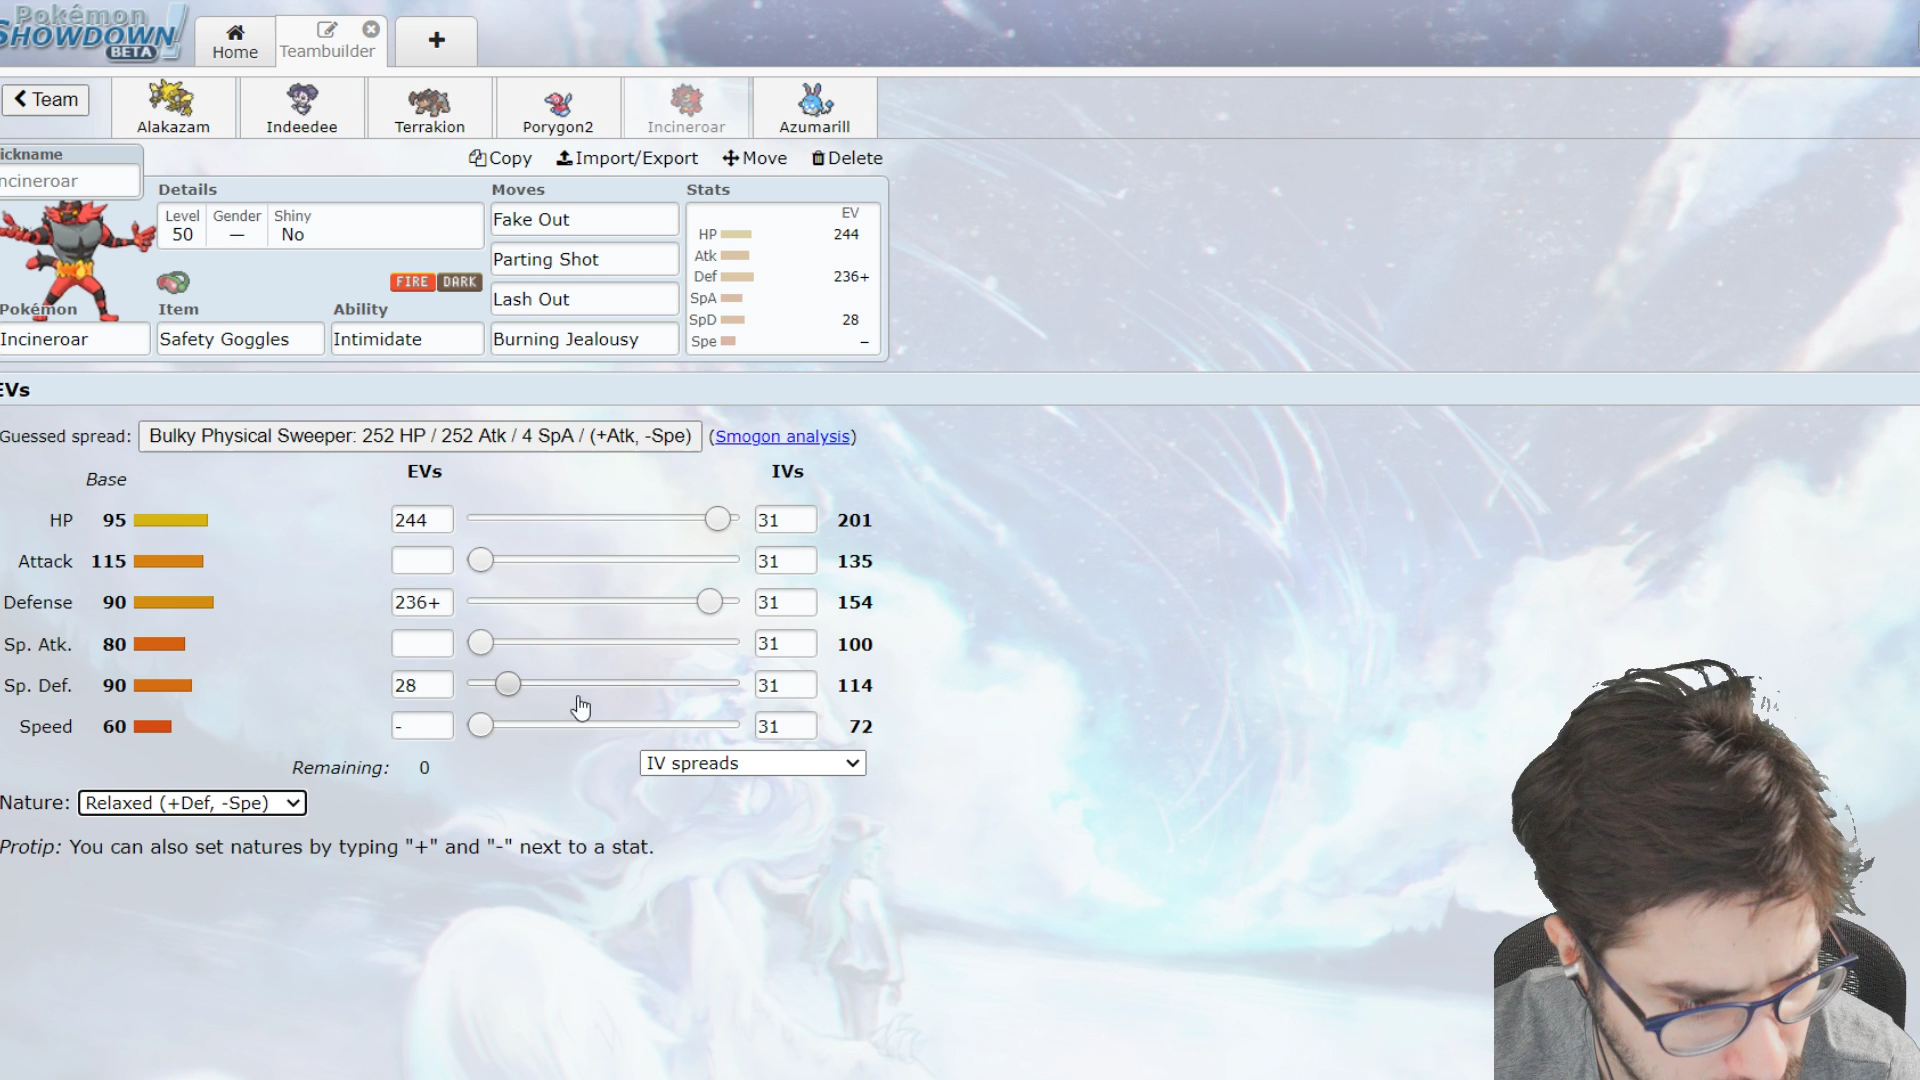 Pokémon
SHOWDOWN!
BETA
Home
Teambuilder
+
Team
Alakazam
Indeedee
Terrakion
Porygon2
Incineroar
Azumarill
ickname
ncineroar
Copy
Import/Export
Move
Delete
Details
Moves
Stats
Level
50
Gender
—
Shiny
No
FIRE
DARK
Pokémon
Item
Ability
Incineroar
Safety Goggles
Intimidate
Fake Out
Parting Shot
Lash Out
Burning Jealousy
EV
HP 244
Atk
Def 236+
SpA
SpD 28
Spe –
EVs
Guessed spread: Bulky Physical Sweeper: 252 HP / 252 Atk / 4 SpA / (+Atk, -Spe) (Smogon analysis)
Base EVs IVs
HP 95 244 31 201
Attack 115 31 135
Defense 90 236+ 31 154
Sp. Atk. 80 31 100
Sp. Def. 90 28 31 114
Speed 60 - 31 72
Remaining: 0
IV spreads
Nature: Relaxed (+Def, -Spe)
Protip: You can also set natures by typing "+" and "-" next to a stat.